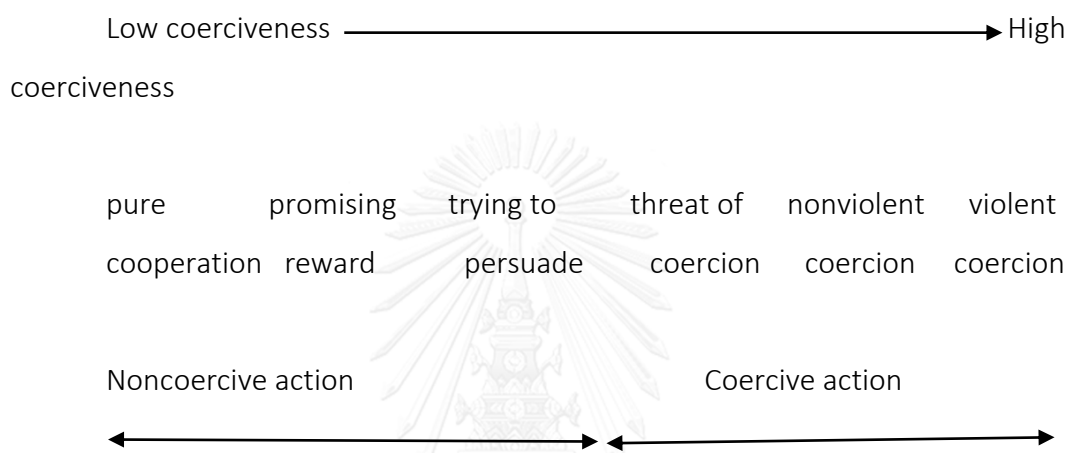 Low coerciveness High
coerciveness
pure promising trying to threat of nonviolent violent
cooperation reward persuade coercion coercion coercion
Noncoercive action Coercive action